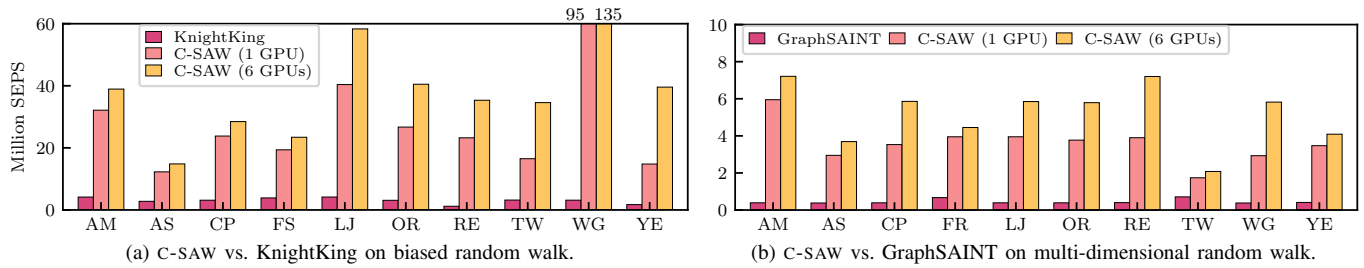 95 135
60
40
20
0
Million SEPS
KnightKing
C-SAW (1 GPU)
C-SAW (6 GPUs)
AM AS CP FS LJ OR RE TW WG YE
(a) C-SAW vs. KnightKing on biased random walk.
10
8
6
4
2
0
GraphSAINT C-SAW (1 GPU) C-SAW (6 GPUs)
AM AS CP FR LJ OR RE TW WG YE
(b) C-SAW vs. GraphSAINT on multi-dimensional random walk.